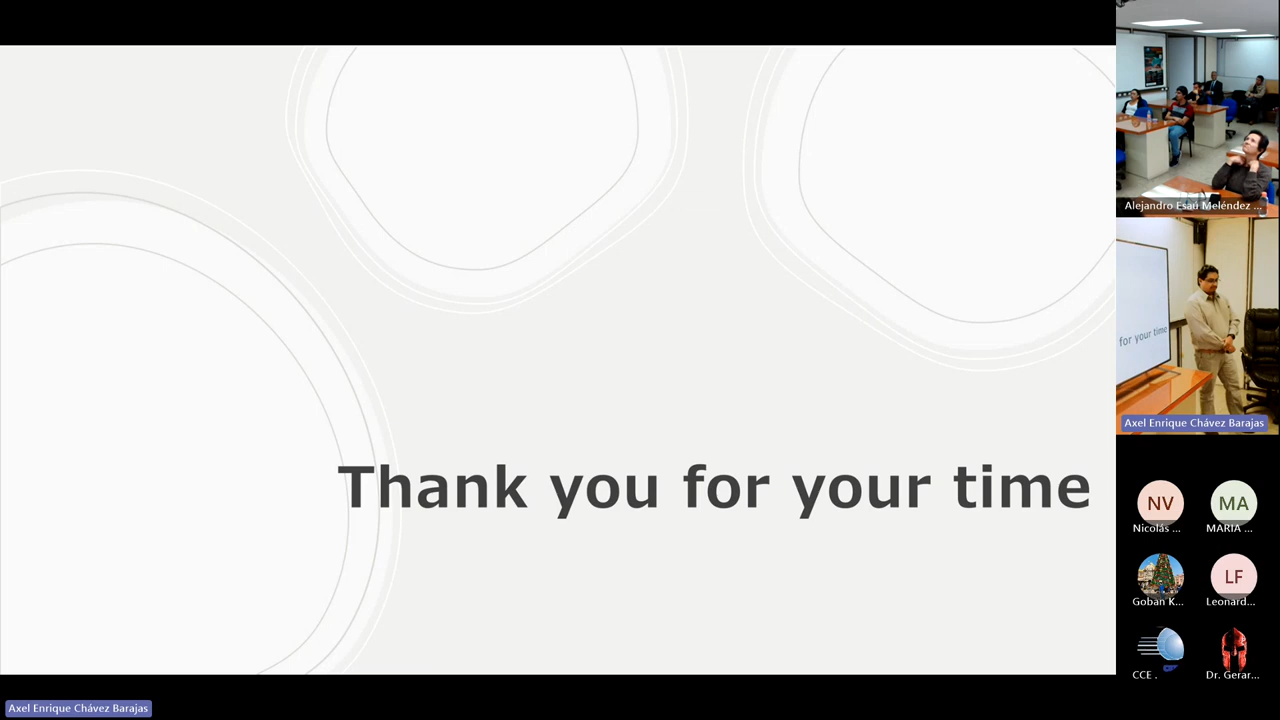 Thank you for your time
Alejandro Esaú Meléndez ...
for your time
Axel Enrique Chávez Barajas
NV
Nicolás ...
MA
MARIA ...
Goban K...
LF
Leonard...
CCE .
Dr. Gerar...
Axel Enrique Chávez Barajas